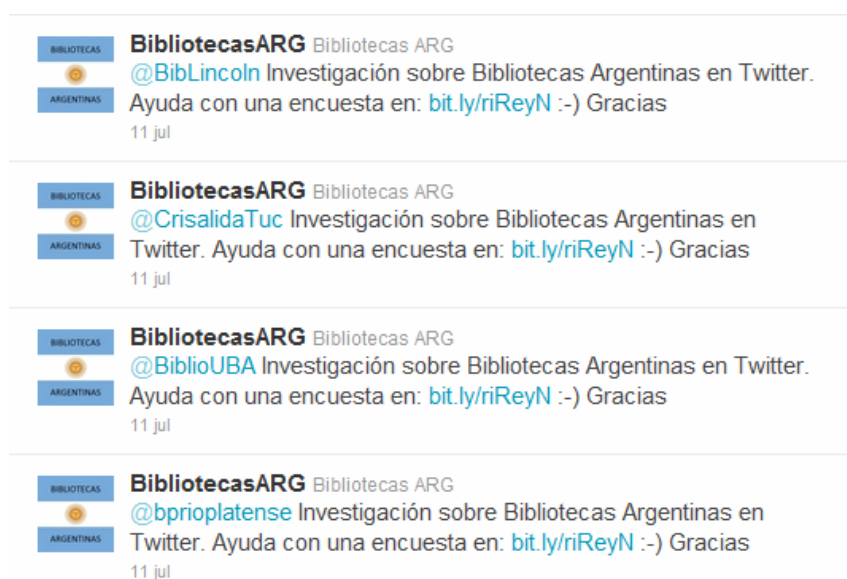 BIBLIOTECAS
ARGENTINAS
BibliotecasARG Bibliotecas ARG
@BibLincoln Investigación sobre Bibliotecas Argentinas en Twitter.
Ayuda con una encuesta en: bit.ly/riReyN :-) Gracias
11 jul
BIBLIOTECAS
ARGENTINAS
BibliotecasARG Bibliotecas ARG
@CrisalidaTuc Investigación sobre Bibliotecas Argentinas en
Twitter. Ayuda con una encuesta en: bit.ly/riReyN :-) Gracias
11 jul
BIBLIOTECAS
ARGENTINAS
BibliotecasARG Bibliotecas ARG
@BiblioUBA Investigación sobre Bibliotecas Argentinas en Twitter.
Ayuda con una encuesta en: bit.ly/riReyN :-) Gracias
11 jul
BIBLIOTECAS
ARGENTINAS
BibliotecasARG Bibliotecas ARG
@bprioplatense Investigación sobre Bibliotecas Argentinas en
Twitter. Ayuda con una encuesta en: bit.ly/riReyN :-) Gracias
11 jul